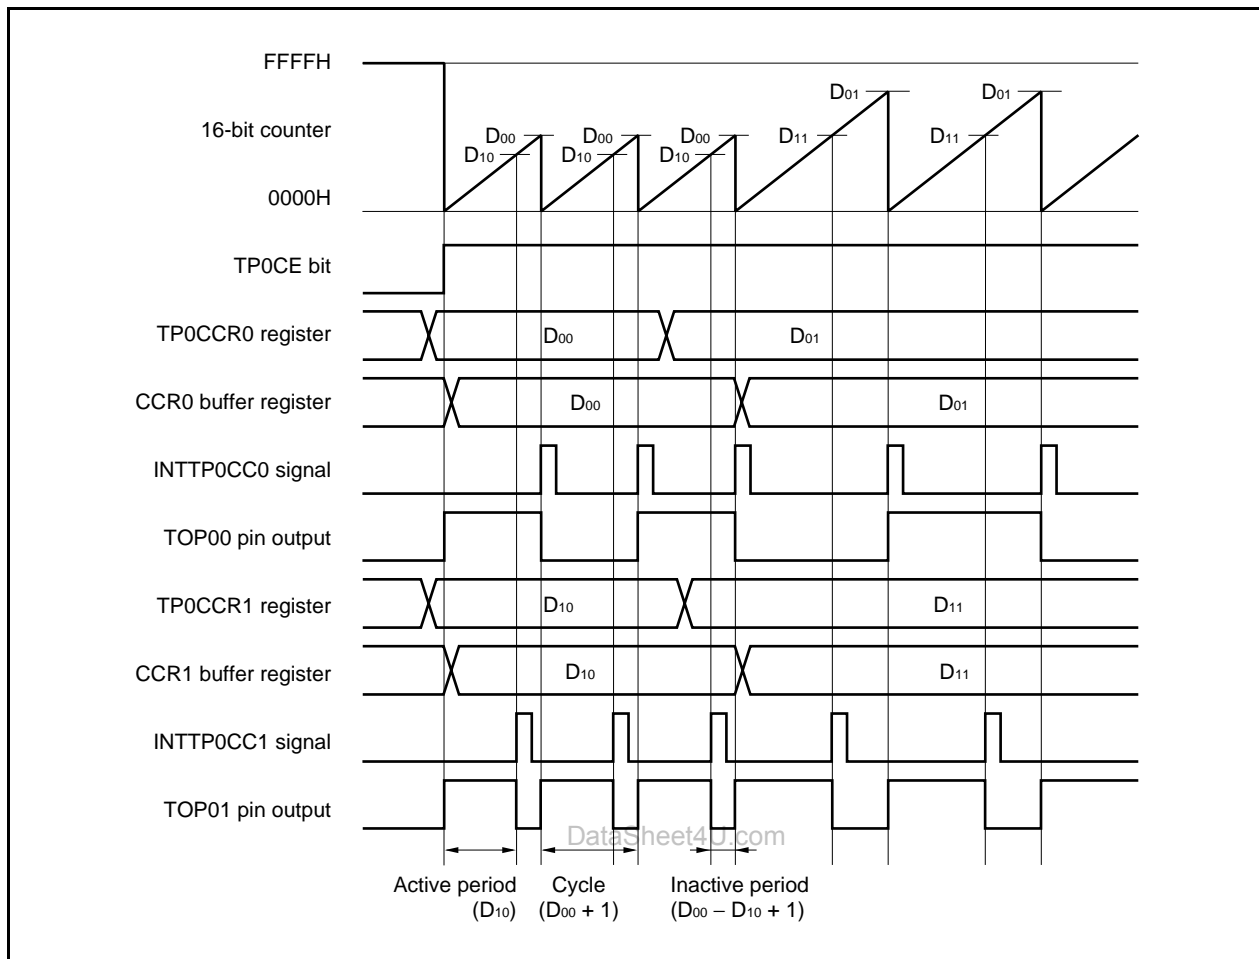 FFFFH
16-bit counter
0000H
D00 D00 D00 D01 D01
D10 D10 D10 D11 D11
TP0CE bit
TP0CCR0 register
D00 D01
CCR0 buffer register
D00 D01
INTTP0CC0 signal
TOP00 pin output
TP0CCR1 register
D10 D11
CCR1 buffer register
D10 D11
INTTP0CC1 signal
TOP01 pin output
DataSheet4U.com
Active period
(D10)
Cycle
(D00 + 1)
Inactive period
(D00 − D10 + 1)